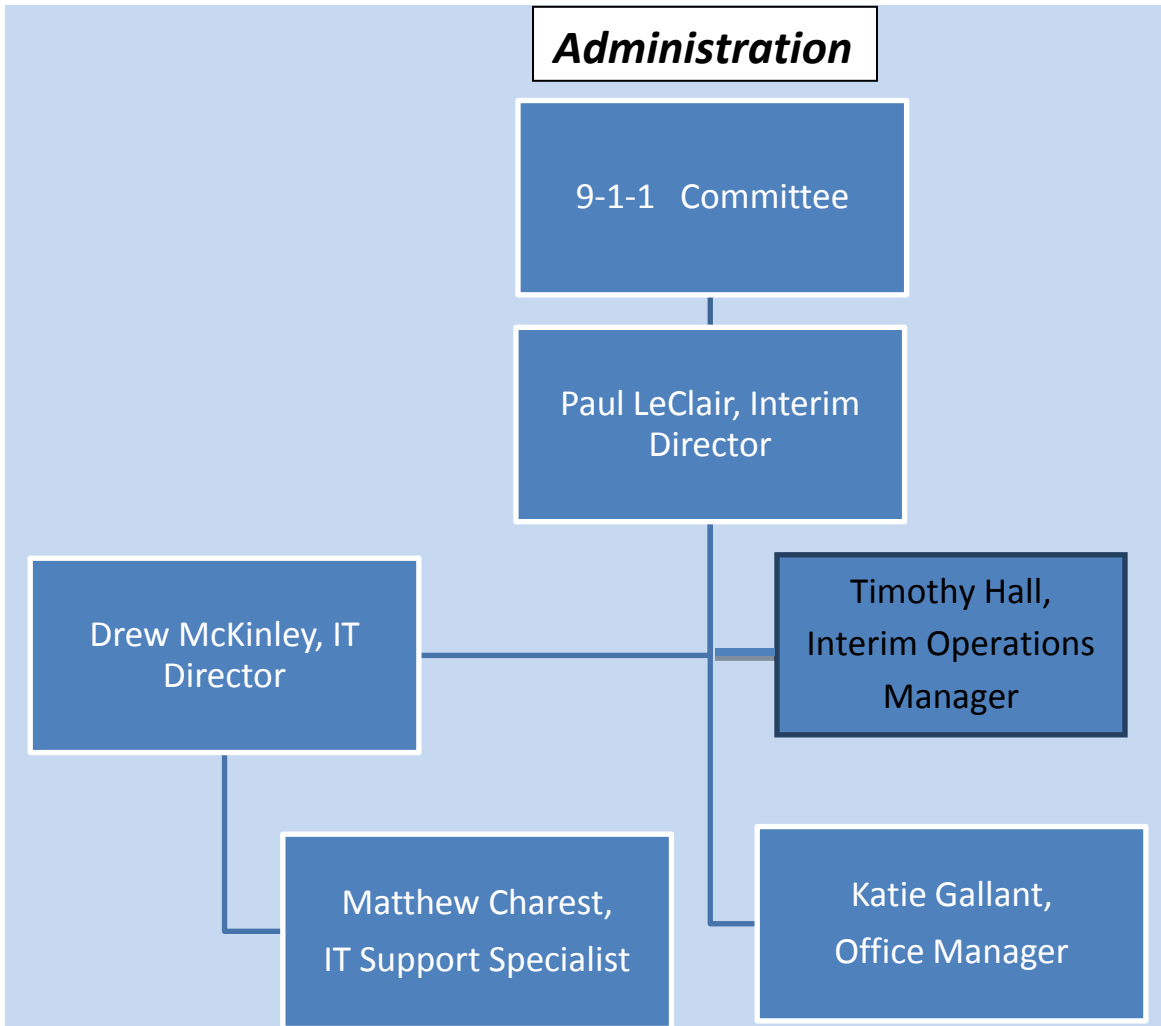 Administration
9-1-1 Committee
Paul LeClair, Interim
Director
Drew McKinley, IT
Director
Timothy Hall,
Interim Operations
Manager
Matthew Charest,
IT Support Specialist
Katie Gallant,
Office Manager